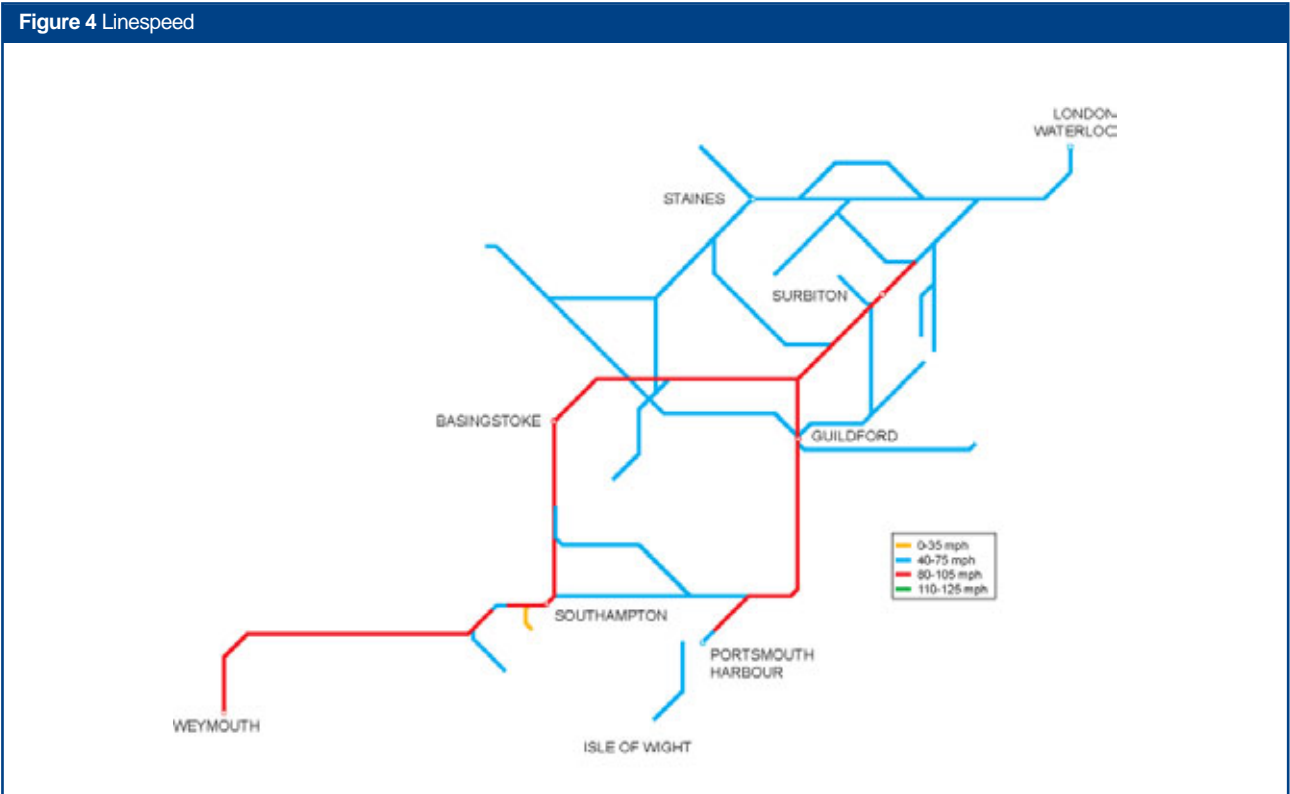 Figure 4 Linespeed
LONDON
WATERLOO
STAINES
SURBITON
BASINGSTOKE
GUILDFORD
0-35 mph
40-75 mph
80-105 mph
110-125 mph
SOUTHAMPTON
PORTSMOUTH
HARBOUR
WEYMOUTH
ISLE OF WIGHT